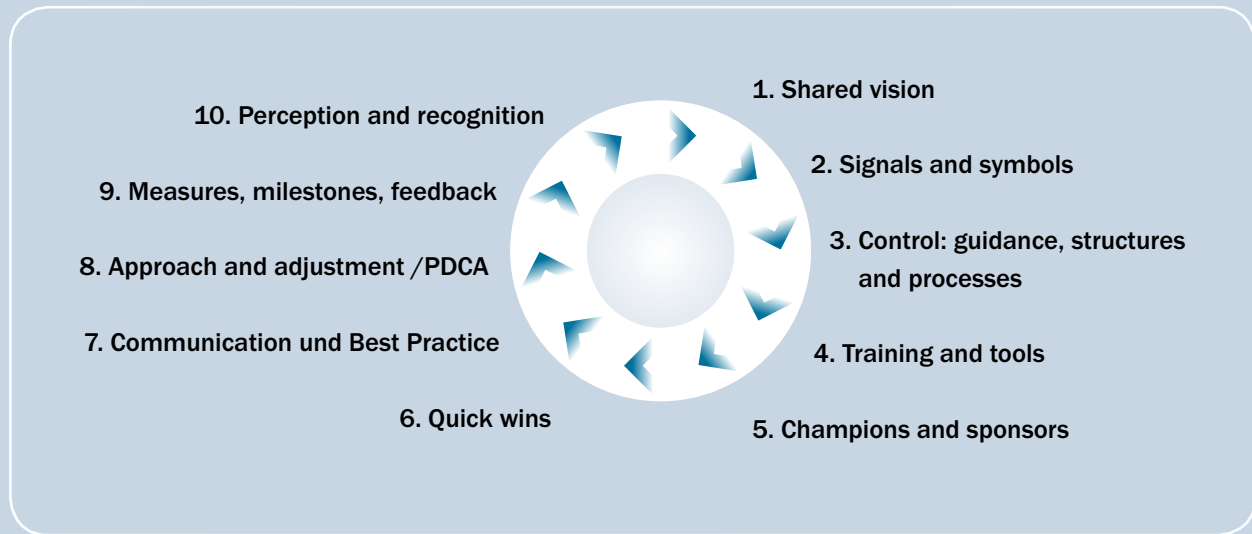 1. Shared vision
2. Signals and symbols
3. Control: guidance, structures
and processes
4. Training and tools
5. Champions and sponsors
6. Quick wins
7. Communication und Best Practice
8. Approach and adjustment /PDCA
9. Measures, milestones, feedback
10. Perception and recognition